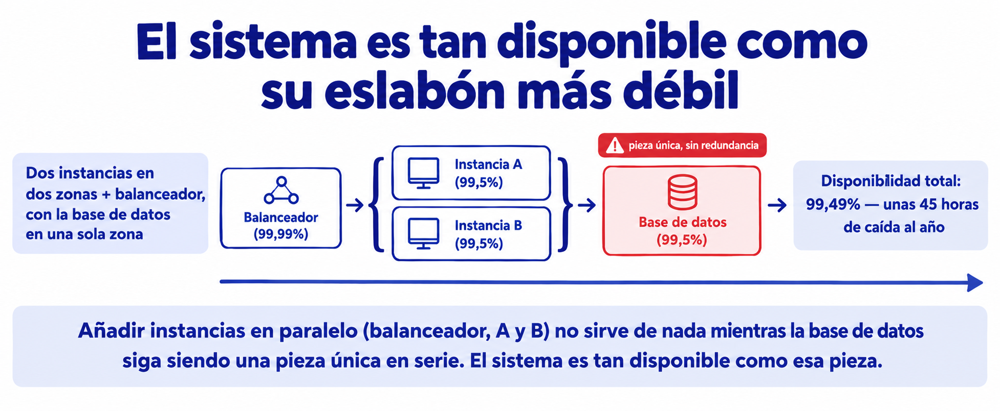 El sistema es tan disponible como
su eslabón más débil
Dos instancias en
dos zonas + balanceador,
con la base de datos
en una sola zona
Balanceador
(99,99%)
Instancia A
(99,5%)
Instancia B
(99,5%)
pieza única, sin redundancia
Base de datos
(99,5%)
Disponibilidad total:
99,49% — unas 45 horas
de caída al año
Añadir instancias en paralelo (balanceador, A y B) no sirve de nada mientras la base de datos
siga siendo una pieza única en serie. El sistema es tan disponible como esa pieza.